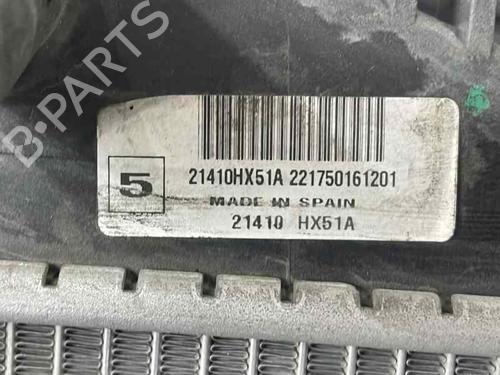 B-PARTS
5
21410HX51A 221750161201
MADE IN SPAIN
21410 HX51A